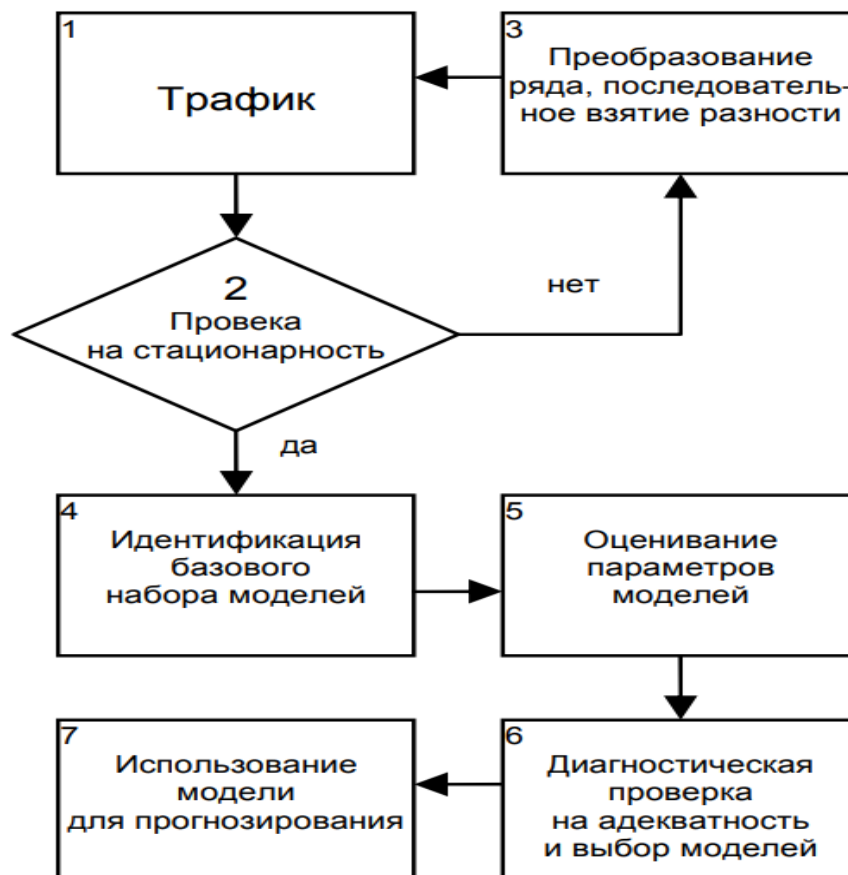 1
Трафик
3
Преобразование
ряда, последователь-
ное взятие разности
2
Провека
на стационарность
нет
да
4
Идентификация
базового
набора моделей
5
Оценивание
параметров
моделей
7
Использование
модели
для прогнозирования
6
Диагностическая
проверка
на адекватность
и выбор моделей